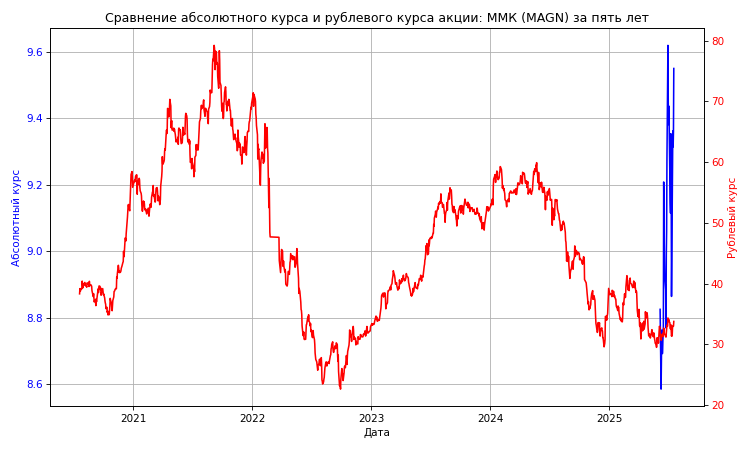 Сравнение абсолютного курса и рублевого курса акции: ММК (MAGN) за пять лет
9.6
9.4
9.2
9.0
8.8
8.6
Абсолютный курс
80
70
60
50
40
30
20
Рублевый курс
2021 2022 2023 2024 2025
Дата